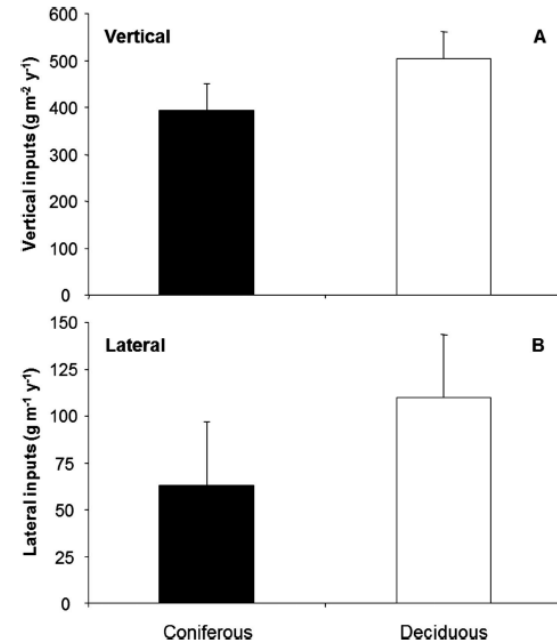 Vertical A
Vertical inputs (g m⁻² y⁻¹)
600
500
400
300
200
100
0
Lateral B
Lateral inputs (g m⁻¹ y⁻¹)
150
125
100
75
50
25
0
Coniferous Deciduous